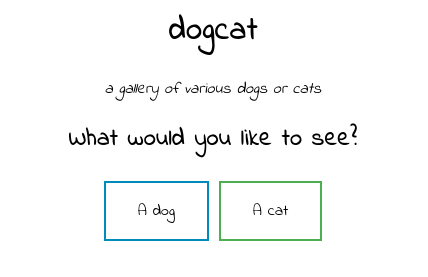 dogcat
a gallery of various dogs or cats
What would you like to see?
A dog A cat